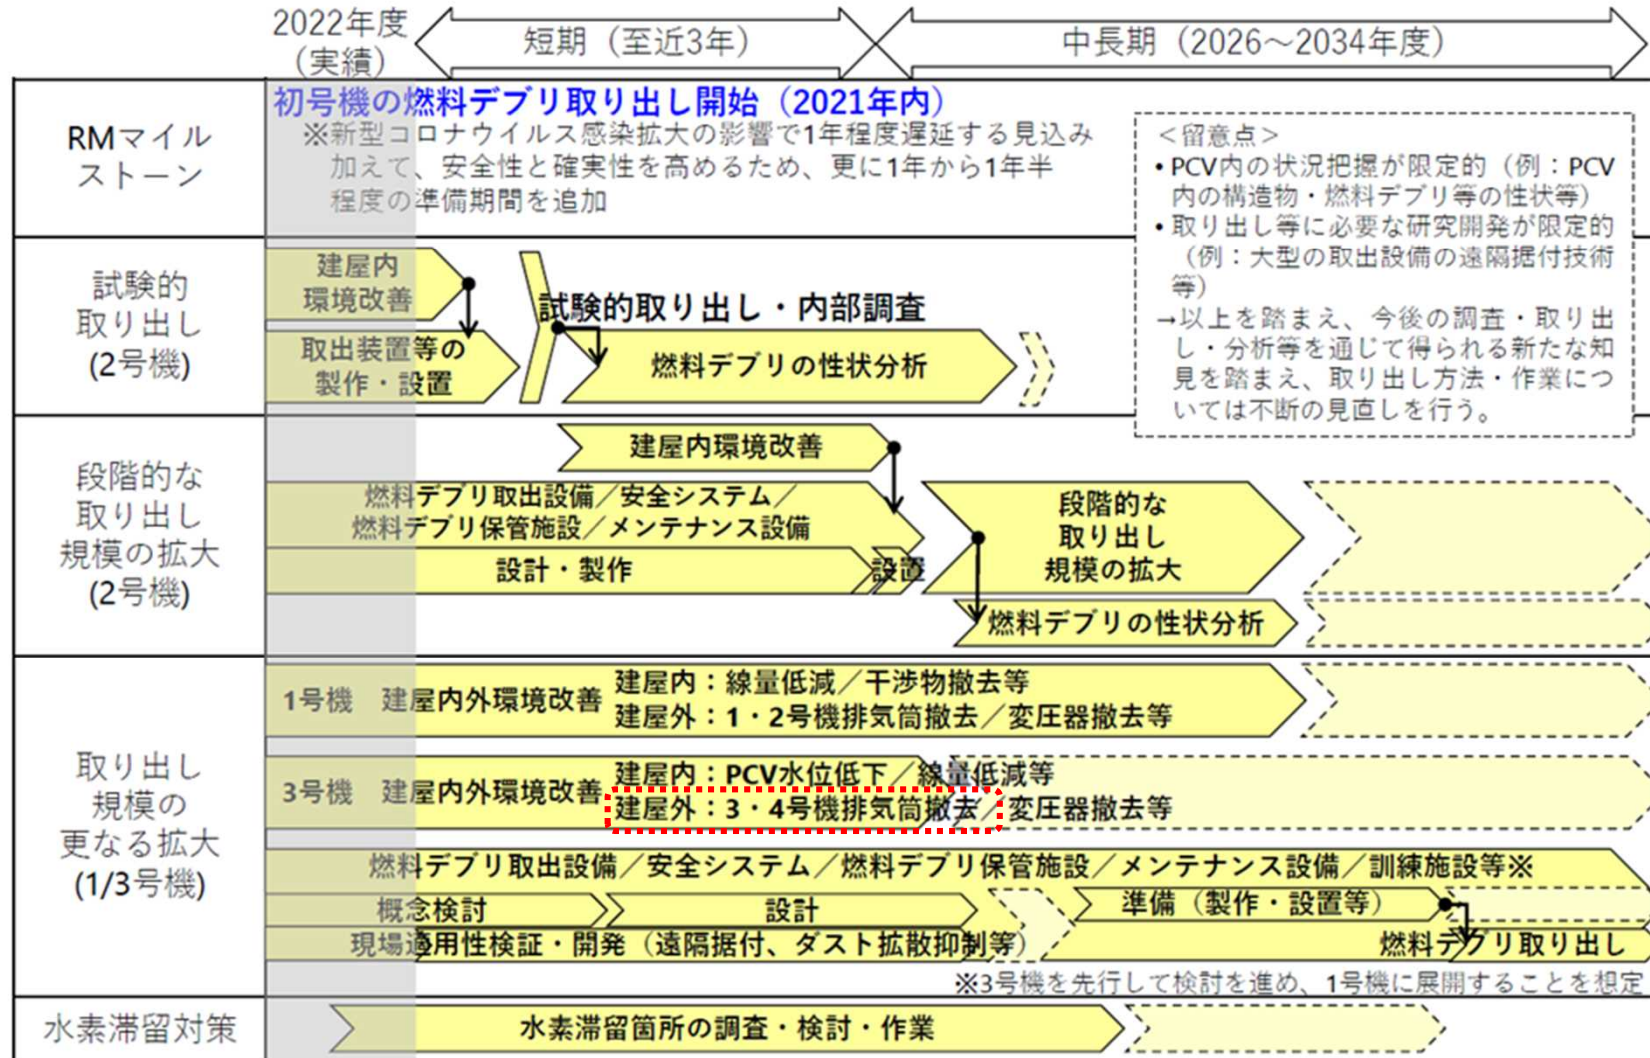 2022年度
(実績)
短期（至近3年）
中長期（2026～2034年度）
RMマイル
ストーン
初号機の燃料デブリ取り出し開始（2021年内）
※新型コロナウイルス感染拡大の影響で1年程度遅延する見込み
加えて、安全性と確実性を高めるため、更に1年から1年半
程度の準備期間を追加
＜留意点＞
•PCV内の状況把握が限定的（例：PCV
内の構造物・燃料デブリ等の性状等）
•取り出し等に必要な研究開発が限定的
（例：大型の取出設備の遠隔据付技術
等）
→以上を踏まえ、今後の調査・取り出
し・分析等を通じて得られる新たな知
見を踏まえ、取り出し方法・作業につ
いては不断の見直しを行う。
試験的
取り出し
(2号機)
建屋内
環境改善
取出装置等の
製作・設置
試験的取り出し・内部調査
燃料デブリの性状分析
段階的な
取り出し
規模の拡大
(2号機)
建屋内環境改善
燃料デブリ取出設備／安全システム／
燃料デブリ保管施設／メンテナンス設備
設計・製作
設置
段階的な
取り出し
規模の拡大
燃料デブリの性状分析
取り出し
規模の
更なる拡大
(1/3号機)
1号機　建屋内外環境改善
建屋内：線量低減／干渉物撤去等
建屋外：1・2号機排気筒撤去／変圧器撤去等
3号機　建屋内外環境改善
建屋内：PCV水位低下／線量低減等
建屋外：3・4号機排気筒撤去／変圧器撤去等
燃料デブリ取出設備／安全システム／燃料デブリ保管施設／メンテナンス設備／訓練施設等※
概念検討
設計
準備（製作・設置等）
現場適用性検証・開発（遠隔据付、ダスト拡散抑制等）
燃料デブリ取り出し
※3号機を先行して検討を進め、1号機に展開することを想定
水素滞留対策
水素滞留箇所の調査・検討・作業